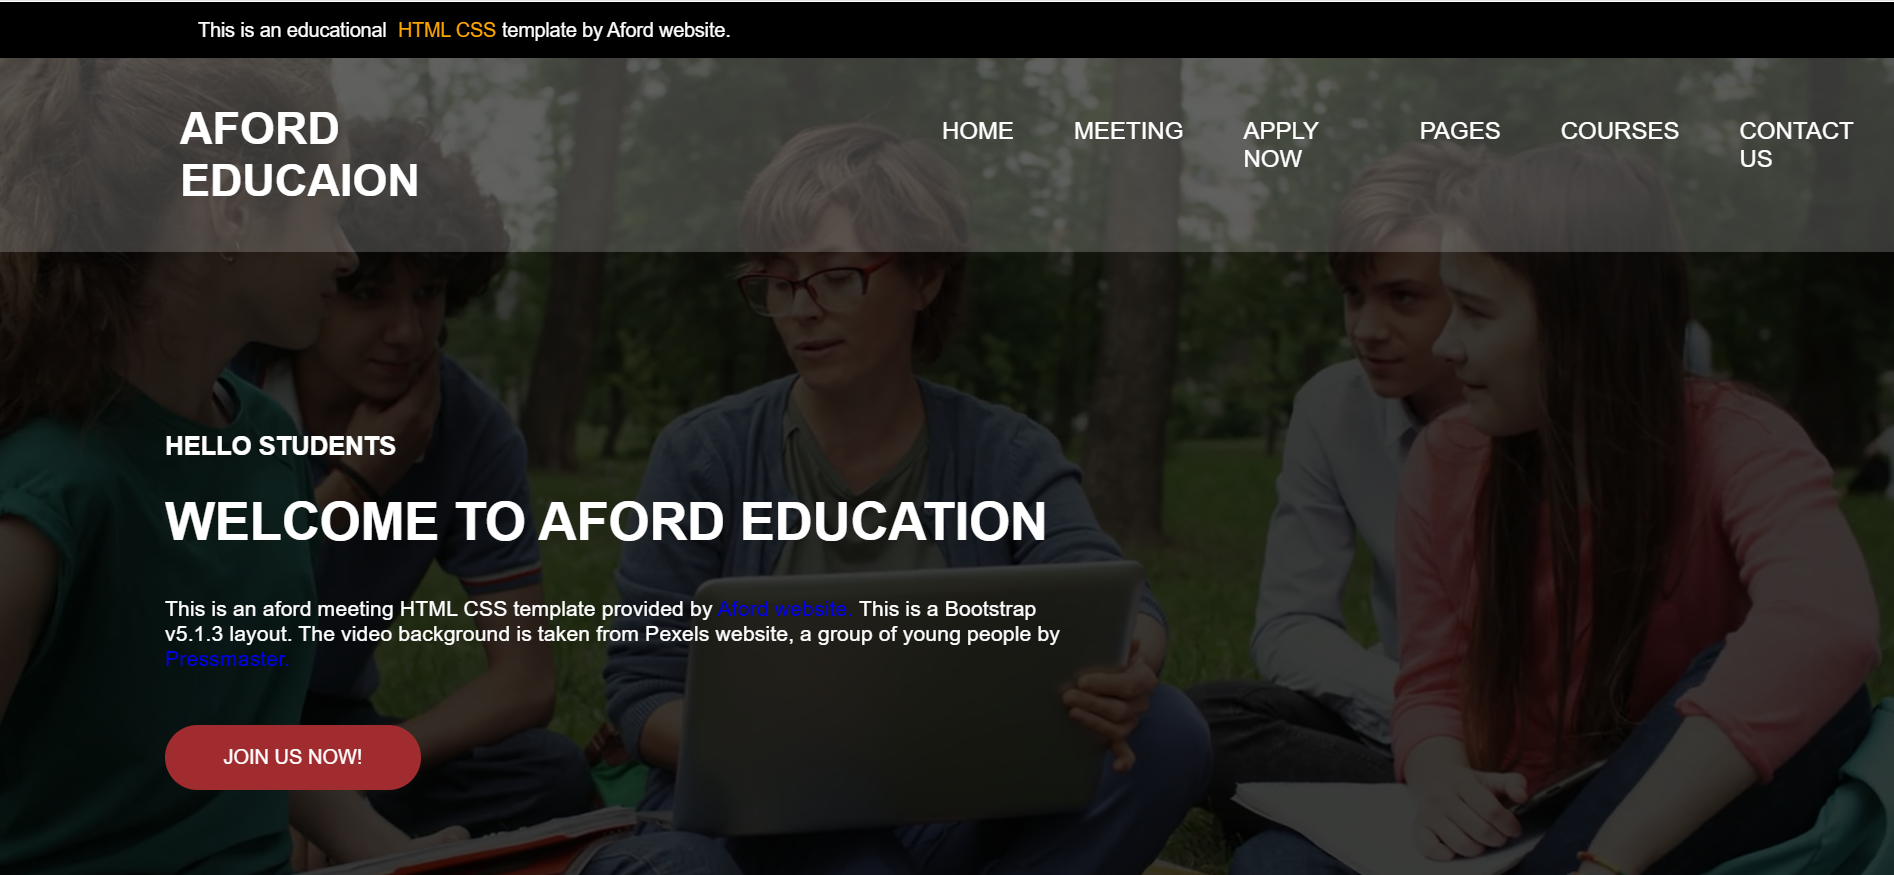 This is an educational HTML CSS template by Aford website.
AFORD
EDUCAION
HOME MEETING APPLY NOW PAGES COURSES CONTACT US
HELLO STUDENTS
WELCOME TO AFORD EDUCATION
This is an aford meeting HTML CSS template provided by Aford website. This is a Bootstrap
v5.1.3 layout. The video background is taken from Pexels website, a group of young people by
Pressmaster.
JOIN US NOW!